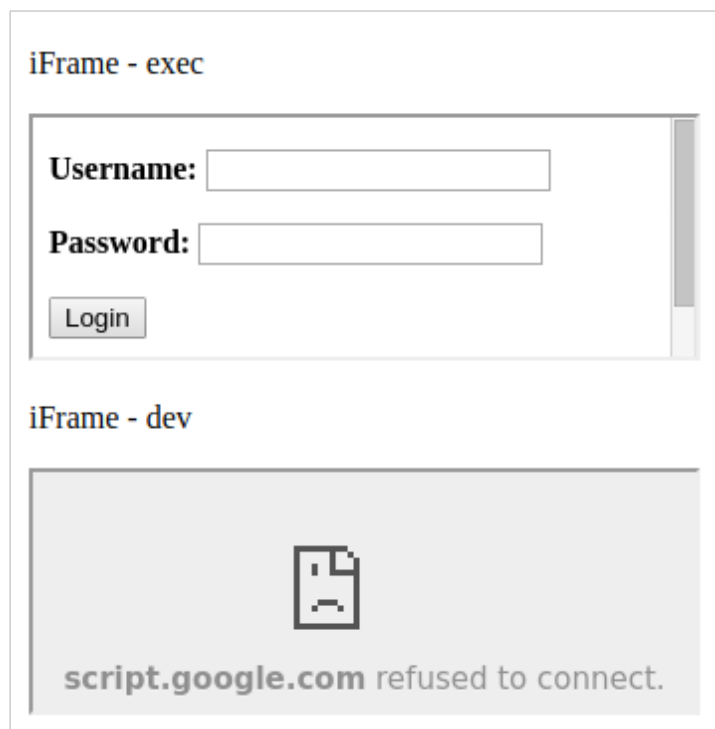 iFrame - exec
Username:
Password:
Login
iFrame - dev
script.google.com refused to connect.